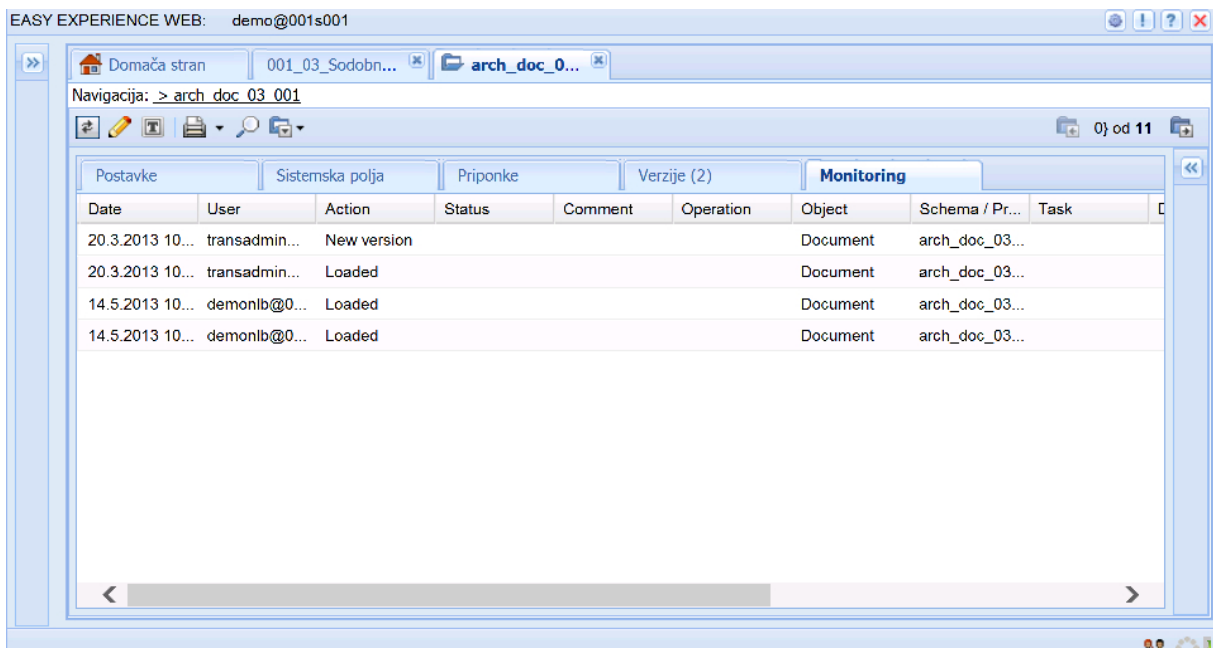 EASY EXPERIENCE WEB: demo@001s001
Domača stran 001_03_Sodobn... arch_doc_0...
Navigacija: > arch_doc_03_001
0} od 11
Postavke Sistemska polja Priponke Verzije (2) Monitoring
Date User Action Status Comment Operation Object Schema / Pr... Task
20.3.2013 10... transadmin... New version Document arch_doc_03...
20.3.2013 10... transadmin... Loaded Document arch_doc_03...
14.5.2013 10... demonlb@0... Loaded Document arch_doc_03...
14.5.2013 10... demonlb@0... Loaded Document arch_doc_03...